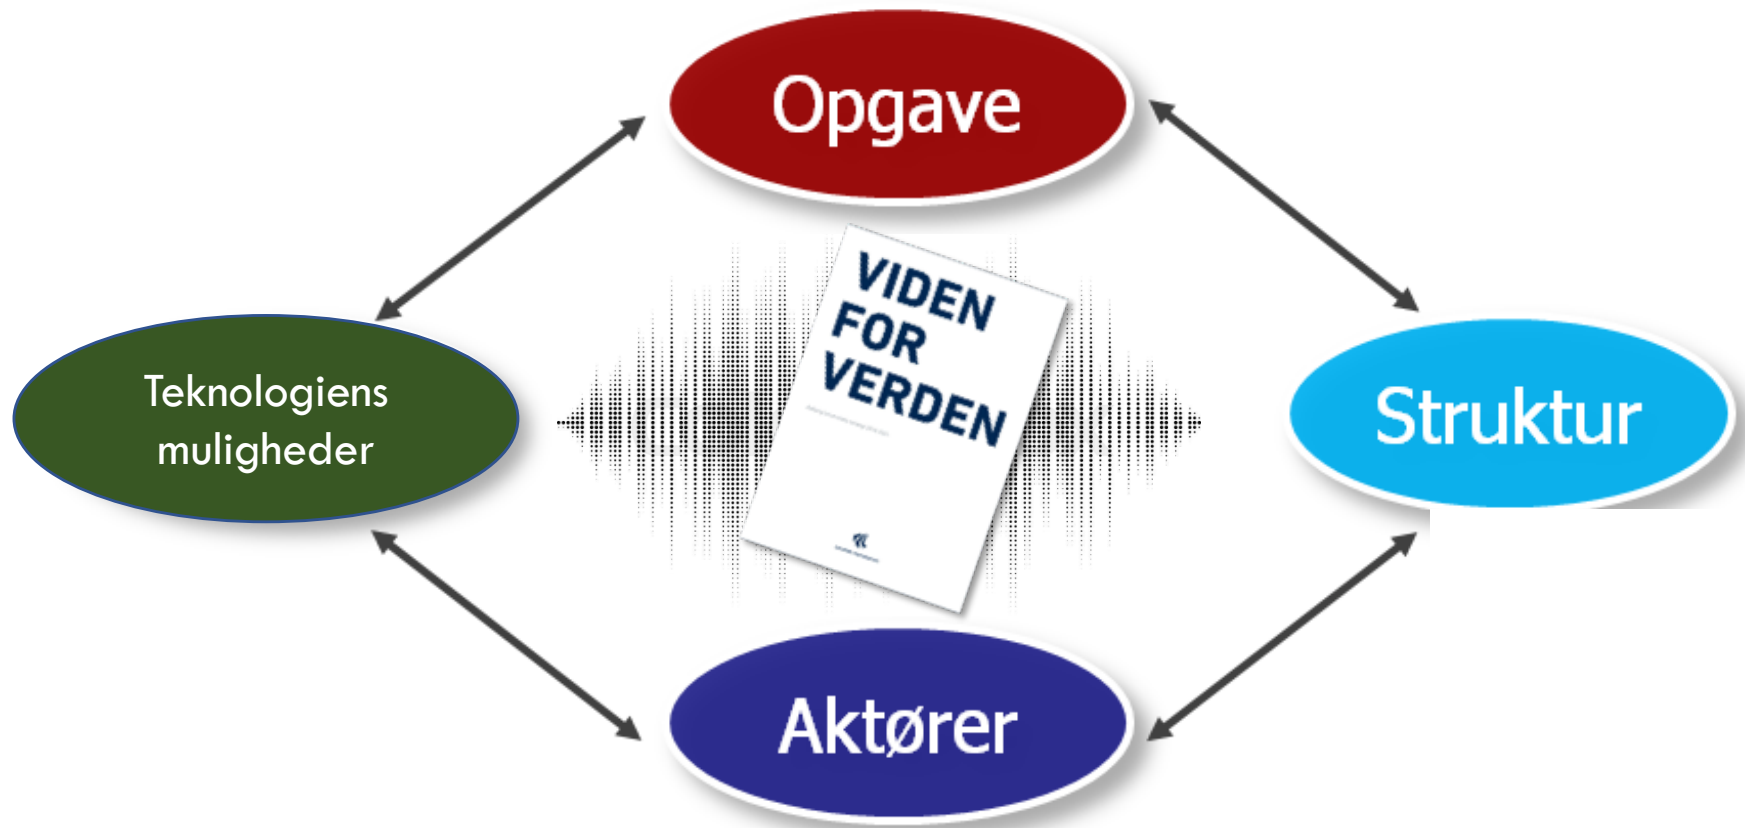 Opgave
VIDEN
FOR
VERDEN
Teknologiens
muligheder
Struktur
Aktører